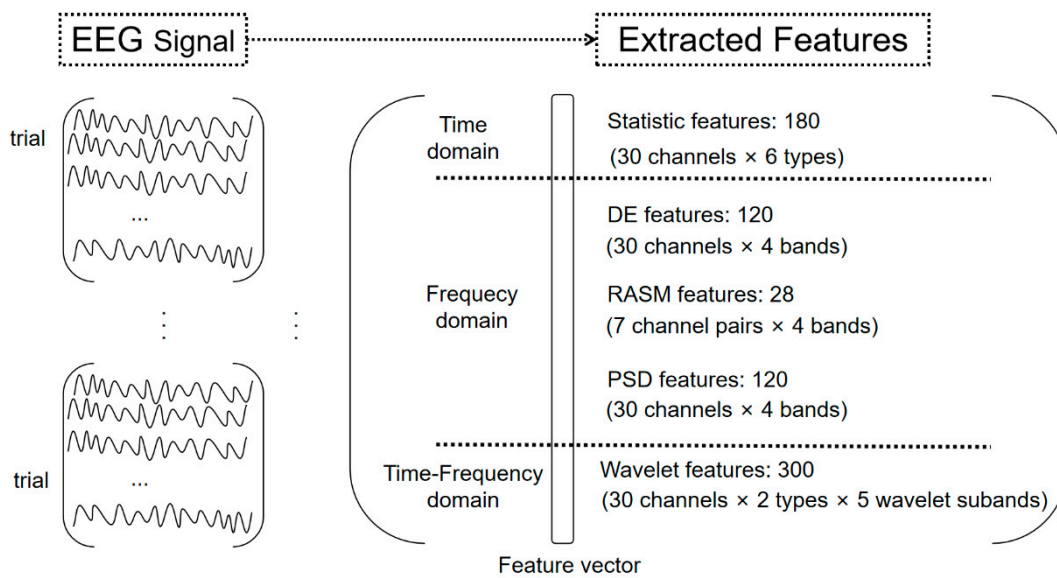 EEG Signal
Extracted Features
trial
...
trial
...
Time
domain
Statistic features: 180
(30 channels × 6 types)
Frequecy
domain
DE features: 120
(30 channels × 4 bands)
RASM features: 28
(7 channel pairs × 4 bands)
PSD features: 120
(30 channels × 4 bands)
Time-Frequency
domain
Wavelet features: 300
(30 channels × 2 types × 5 wavelet subands)
Feature vector